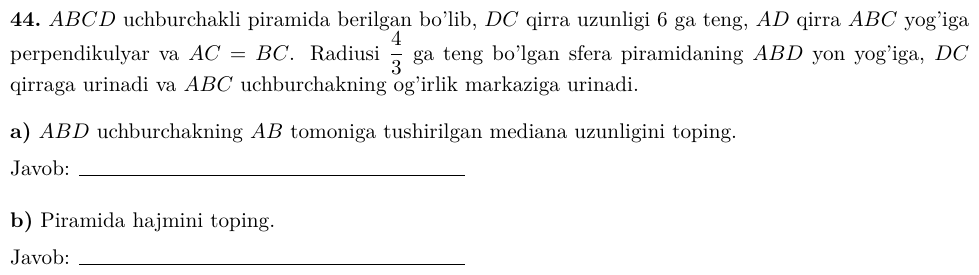 44. ABCD uchburchakli piramida berilgan bo'lib, DC qirra uzunligi 6 ga teng, AD qirra ABC yog'iga
perpendikulyar va AC = BC. Radiusi 4/3 ga teng bo'lgan sfera piramidaning ABD yon yog'iga, DC
qirraga urinadi va ABC uchburchakning og'irlik markaziga urinadi.
a) ABD uchburchakning AB tomoniga tushirilgan mediana uzunligini toping.
Javob:
b) Piramida hajmini toping.
Javob: